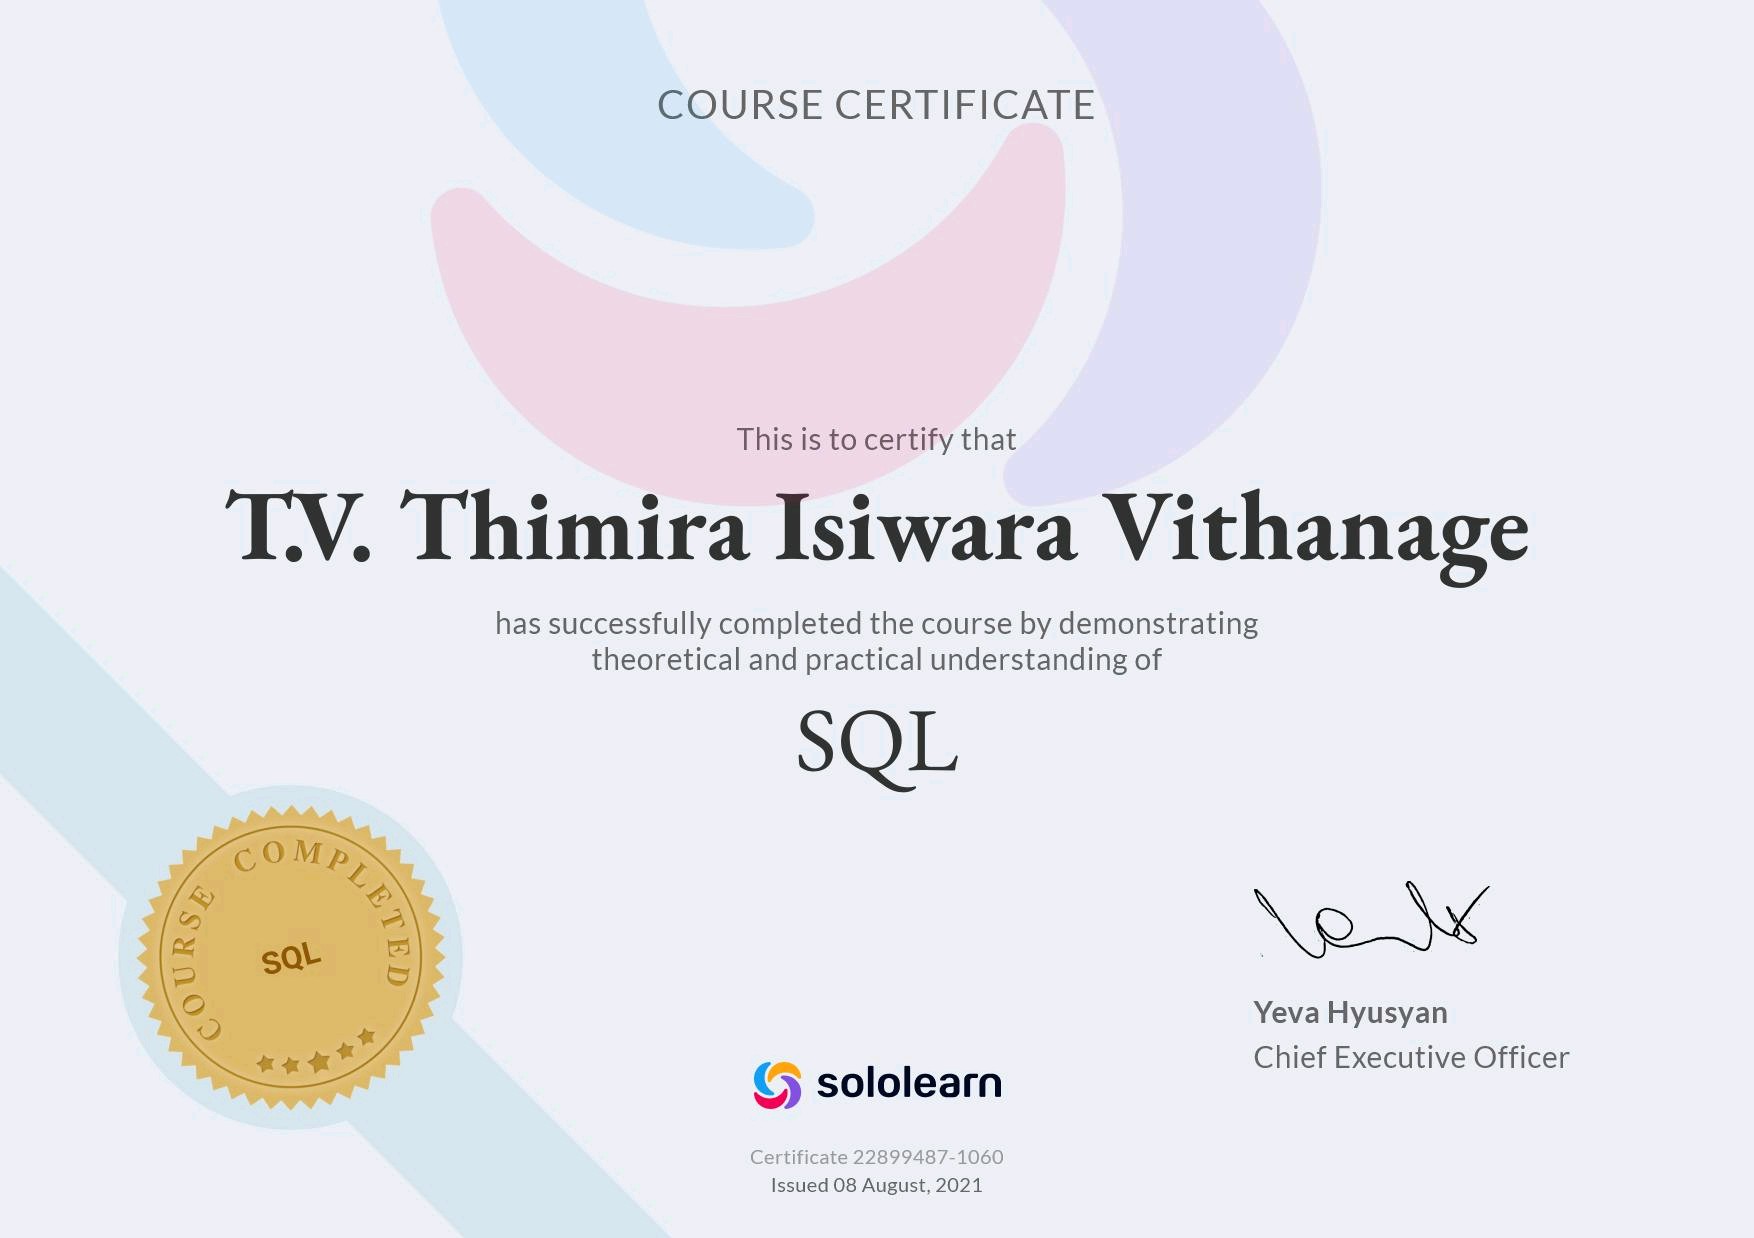 COURSE CERTIFICATE
This is to certify that
T.V. Thimira Isiwara Vithanage
has successfully completed the course by demonstrating
theoretical and practical understanding of
SQL
COURSE COMPLETED
SQL
Yeva Hyusyan
Chief Executive Officer
sololearn
Certificate 22899487-1060
Issued 08 August, 2021